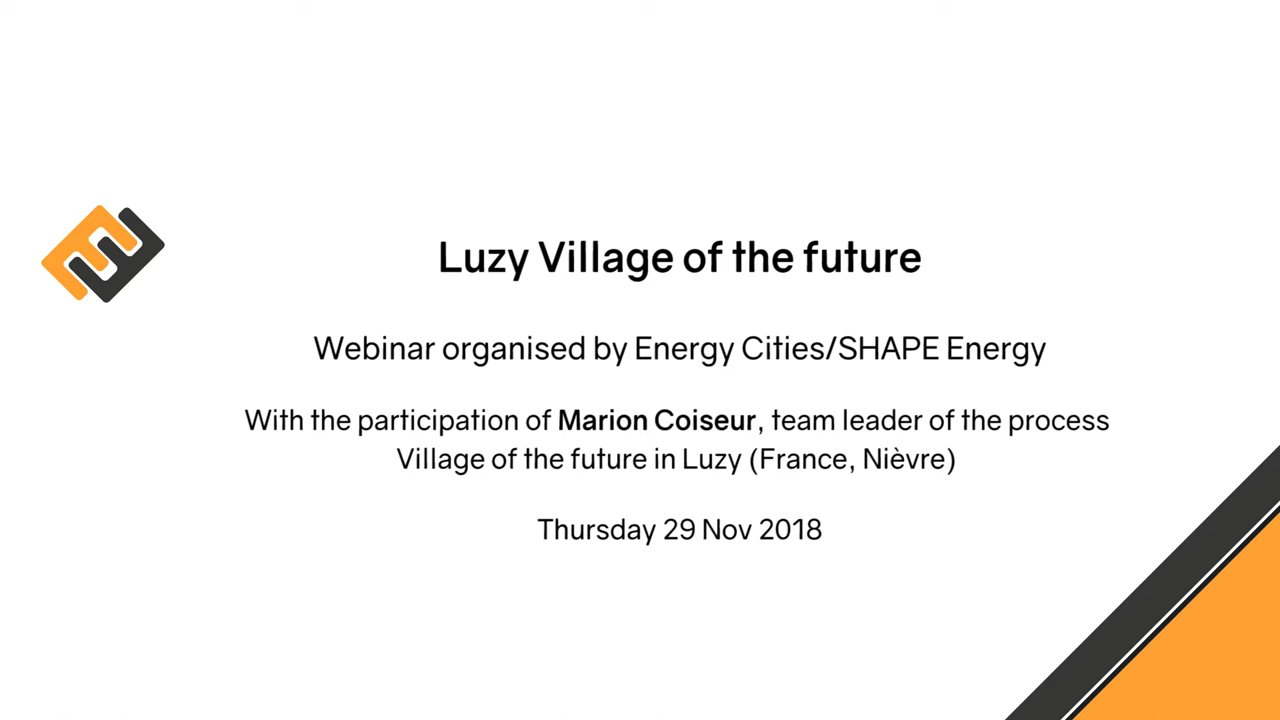 Luzy Village of the future
Webinar organised by Energy Cities/SHAPE Energy
With the participation of Marion Coiseur, team leader of the process
Village of the future in Luzy (France, Nièvre)
Thursday 29 Nov 2018